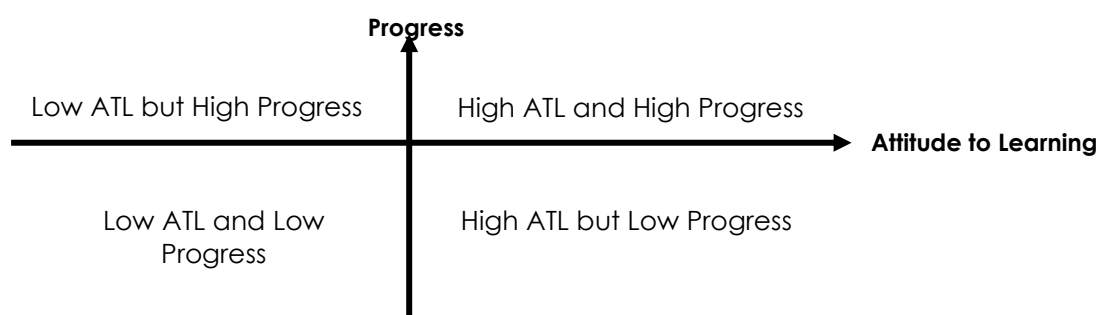 Progress
Low ATL but High Progress
High ATL and High Progress
Attitude to Learning
Low ATL and Low
Progress
High ATL but Low Progress